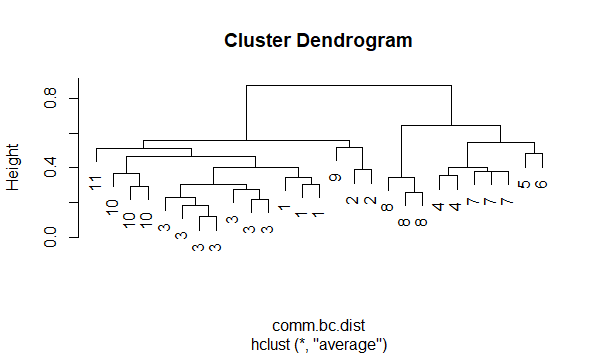 Cluster Dendrogram
Height
0.0 0.4 0.8
11 10 10 10 3 3 3 3 3 3 3 1 1 1 9 2 2 8 8 8 4 4 7 7 7 5 6
comm.bc.dist
hclust (*, "average")